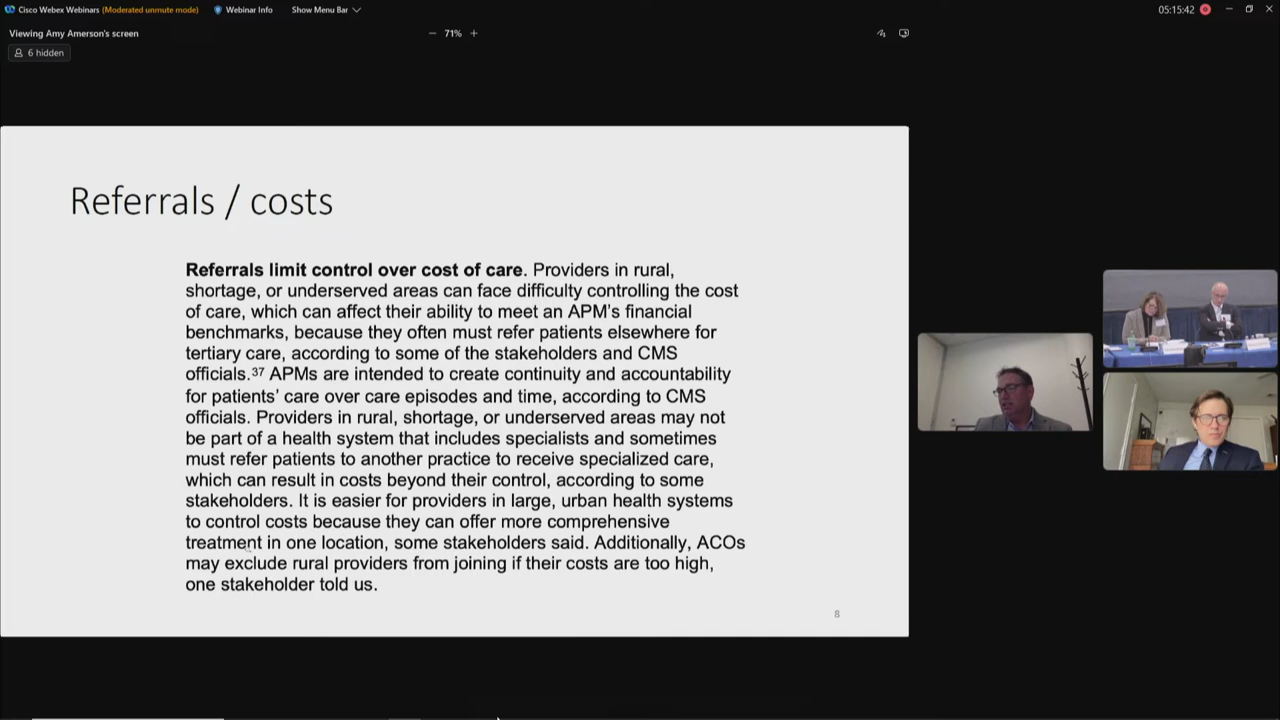 Cisco Webex Webinars (Moderated unmute mode) Webinar Info Show Menu Bar 05:15:42
Viewing Amy Amerson's screen 71%
6 hidden
Referrals / costs
Referrals limit control over cost of care. Providers in rural,
shortage, or underserved areas can face difficulty controlling the cost
of care, which can affect their ability to meet an APM's financial
benchmarks, because they often must refer patients elsewhere for
tertiary care, according to some of the stakeholders and CMS
officials.³⁷ APMs are intended to create continuity and accountability
for patients' care over care episodes and time, according to CMS
officials. Providers in rural, shortage, or underserved areas may not
be part of a health system that includes specialists and sometimes
must refer patients to another practice to receive specialized care,
which can result in costs beyond their control, according to some
stakeholders. It is easier for providers in large, urban health systems
to control costs because they can offer more comprehensive
treatment in one location, some stakeholders said. Additionally, ACOs
may exclude rural providers from joining if their costs are too high,
one stakeholder told us.
8